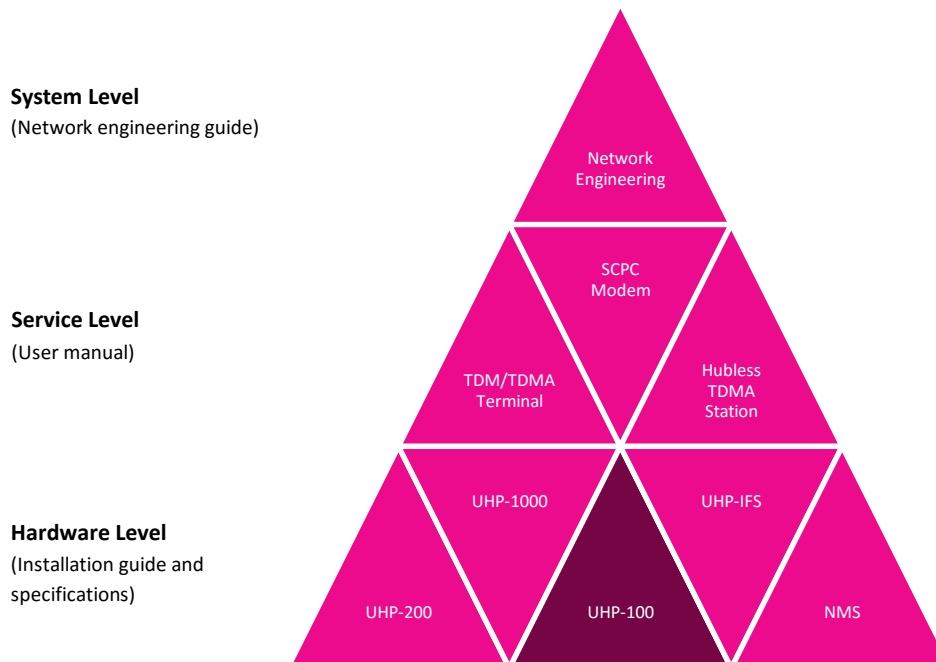 System Level
(Network engineering guide)
Network
Engineering
Service Level
(User manual)
SCPC
Modem
TDM/TDMA
Terminal
Hubless
TDMA
Station
Hardware Level
(Installation guide and
specifications)
UHP-1000
UHP-IFS
UHP-200
UHP-100
NMS